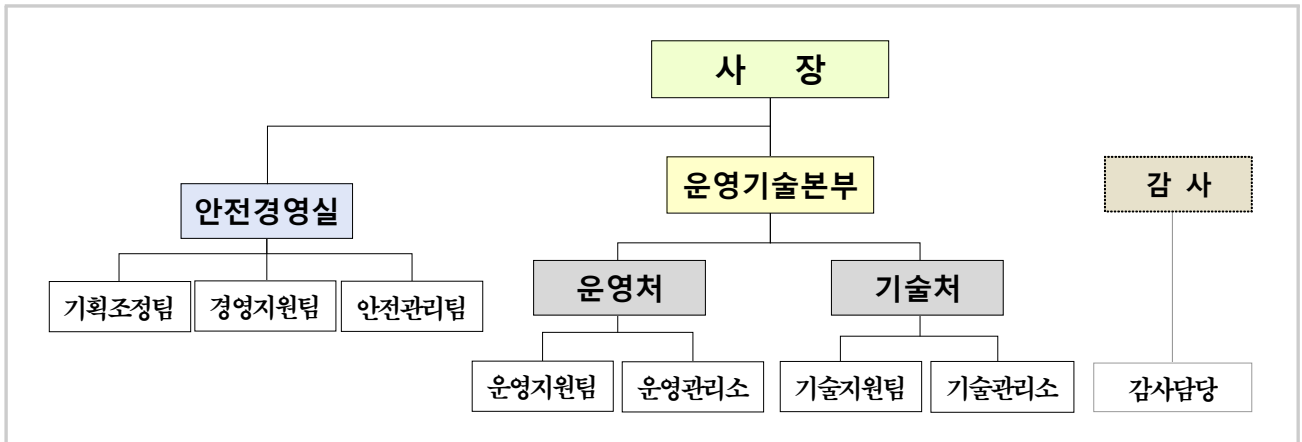 사 장
운영기술본부
감 사
안전경영실
운영처
기술처
기획조정팀
경영지원팀
안전관리팀
운영지원팀
운영관리소
기술지원팀
기술관리소
감사담당